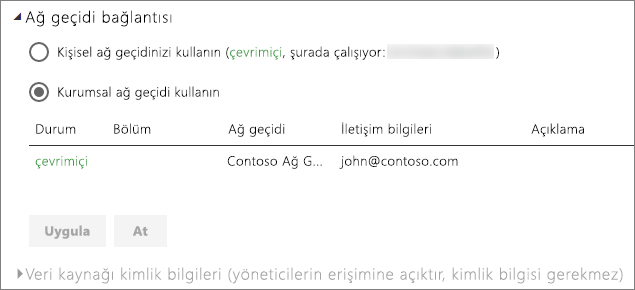 Ağ geçidi bağlantısı
Kişisel ağ geçidinizi kullanın (çevrimiçi, şurada çalışıyor: )
Kurumsal ağ geçidi kullanın
Durum Bölüm Ağ geçidi İletişim bilgileri Açıklama
çevrimiçi Contoso Ağ G... john@contoso.com
Uygula At
Veri kaynağı kimlik bilgileri (yöneticilerin erişimine açıktır, kimlik bilgisi gerekmez)